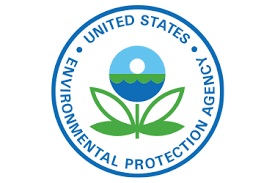 UNITED STATES
ENVIRONMENTAL PROTECTION AGENCY